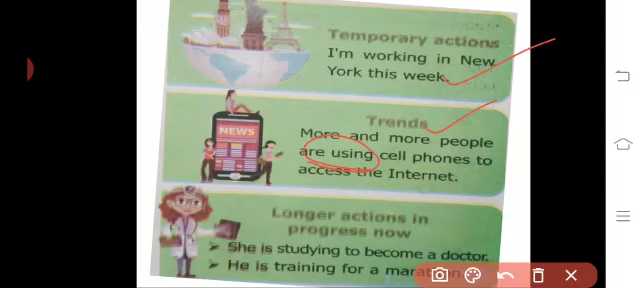 Temporary actions
I'm working in New
York this week.
Trends
NEWS
More and more people
are using cell phones to
access the Internet.
Longer actions in
progress now
➤ She is studying to become a doctor.
➤ He is training for a marathon.